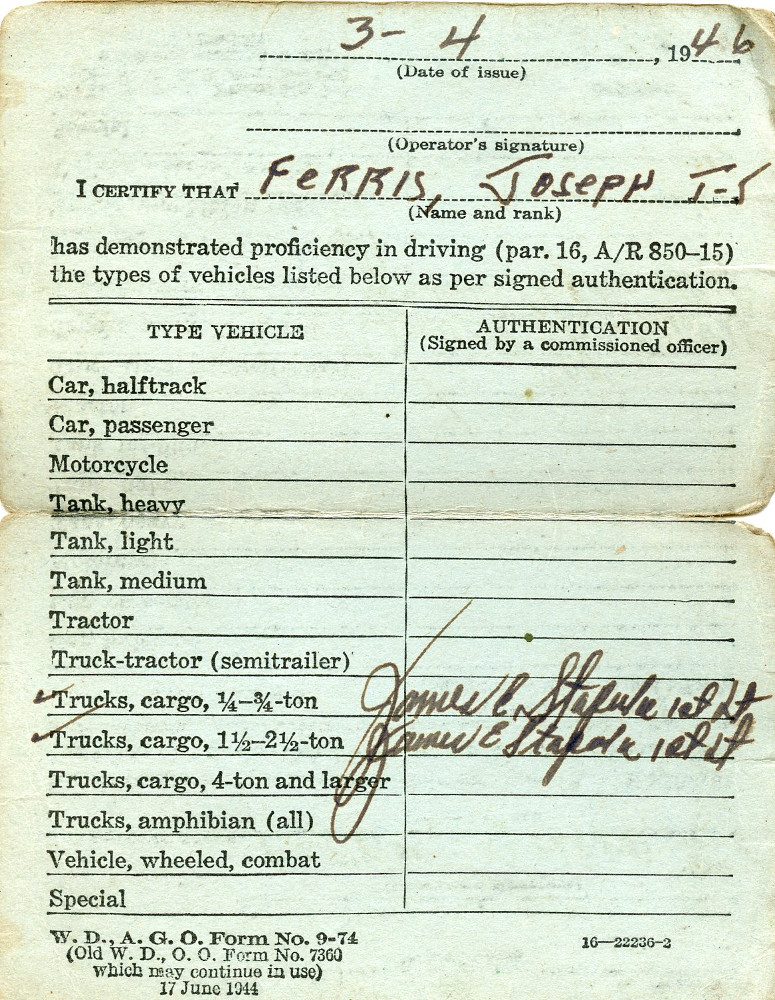 3-4, 1946
(Date of issue)
(Operator's signature)
I CERTIFY THAT FERRIS, JOSEPH T-5
(Name and rank)
has demonstrated proficiency in driving (par. 16, A/R 850–15)
the types of vehicles listed below as per signed authentication.
TYPE VEHICLE AUTHENTICATION
(Signed by a commissioned officer)
Car, halftrack
Car, passenger
Motorcycle
Tank, heavy
Tank, light
Tank, medium
Tractor
Truck-tractor (semitrailer)
Trucks, cargo, ¼–¾-ton James E. 1st Lt
Trucks, cargo, 1½–2½-ton James E 1st Lt
Trucks, cargo, 4-ton and larger
Trucks, amphibian (all)
Vehicle, wheeled, combat
Special
W. D., A. G. O. Form No. 9-74
(Old W. D., O. O. Form No. 7360
which may continue in use)
17 June 1944
16—22236-2